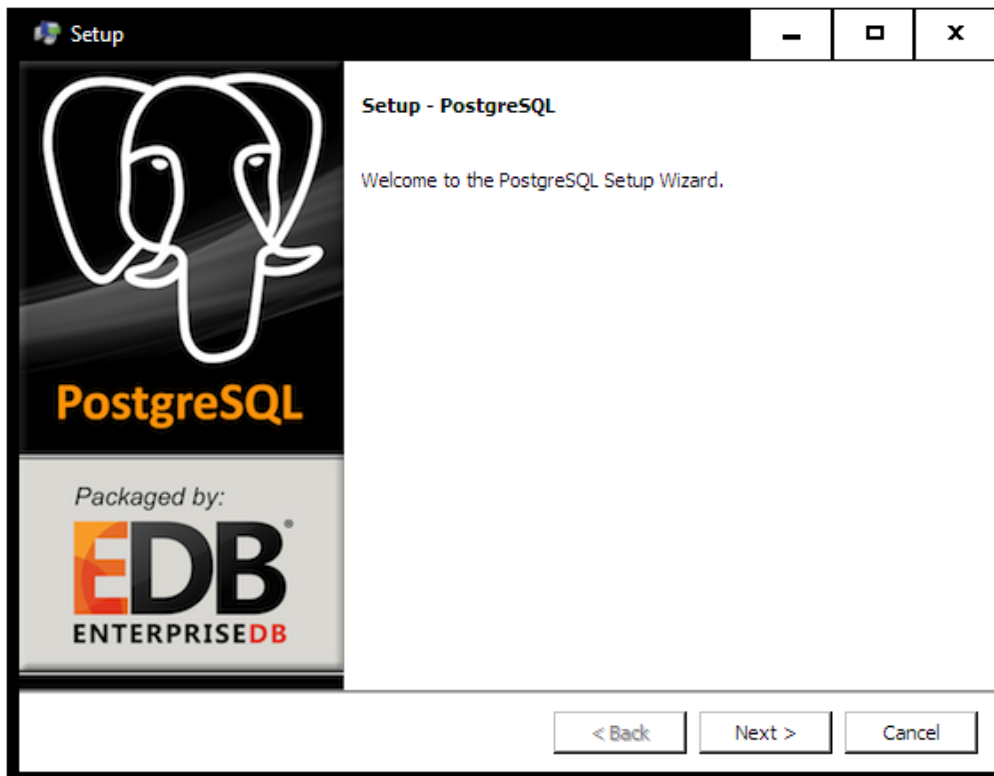 Setup
Setup - PostgreSQL
Welcome to the PostgreSQL Setup Wizard.
PostgreSQL
Packaged by:
EDB
ENTERPRISEDB
< Back
Next >
Cancel